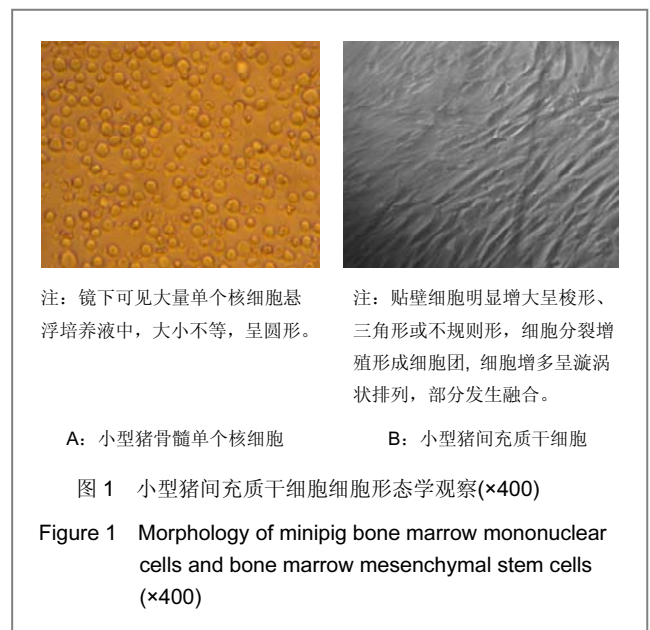 注：镜下可见大量单个核细胞悬
浮培养液中，大小不等，呈圆形。
注：贴壁细胞明显增大呈梭形、
三角形或不规则形，细胞分裂增
殖形成细胞团, 细胞增多呈漩涡
状排列，部分发生融合。
A：小型猪骨髓单个核细胞
B：小型猪间充质干细胞
图 1 小型猪间充质干细胞细胞形态学观察(×400)
Figure 1 Morphology of minipig bone marrow mononuclear
cells and bone marrow mesenchymal stem cells
(×400)